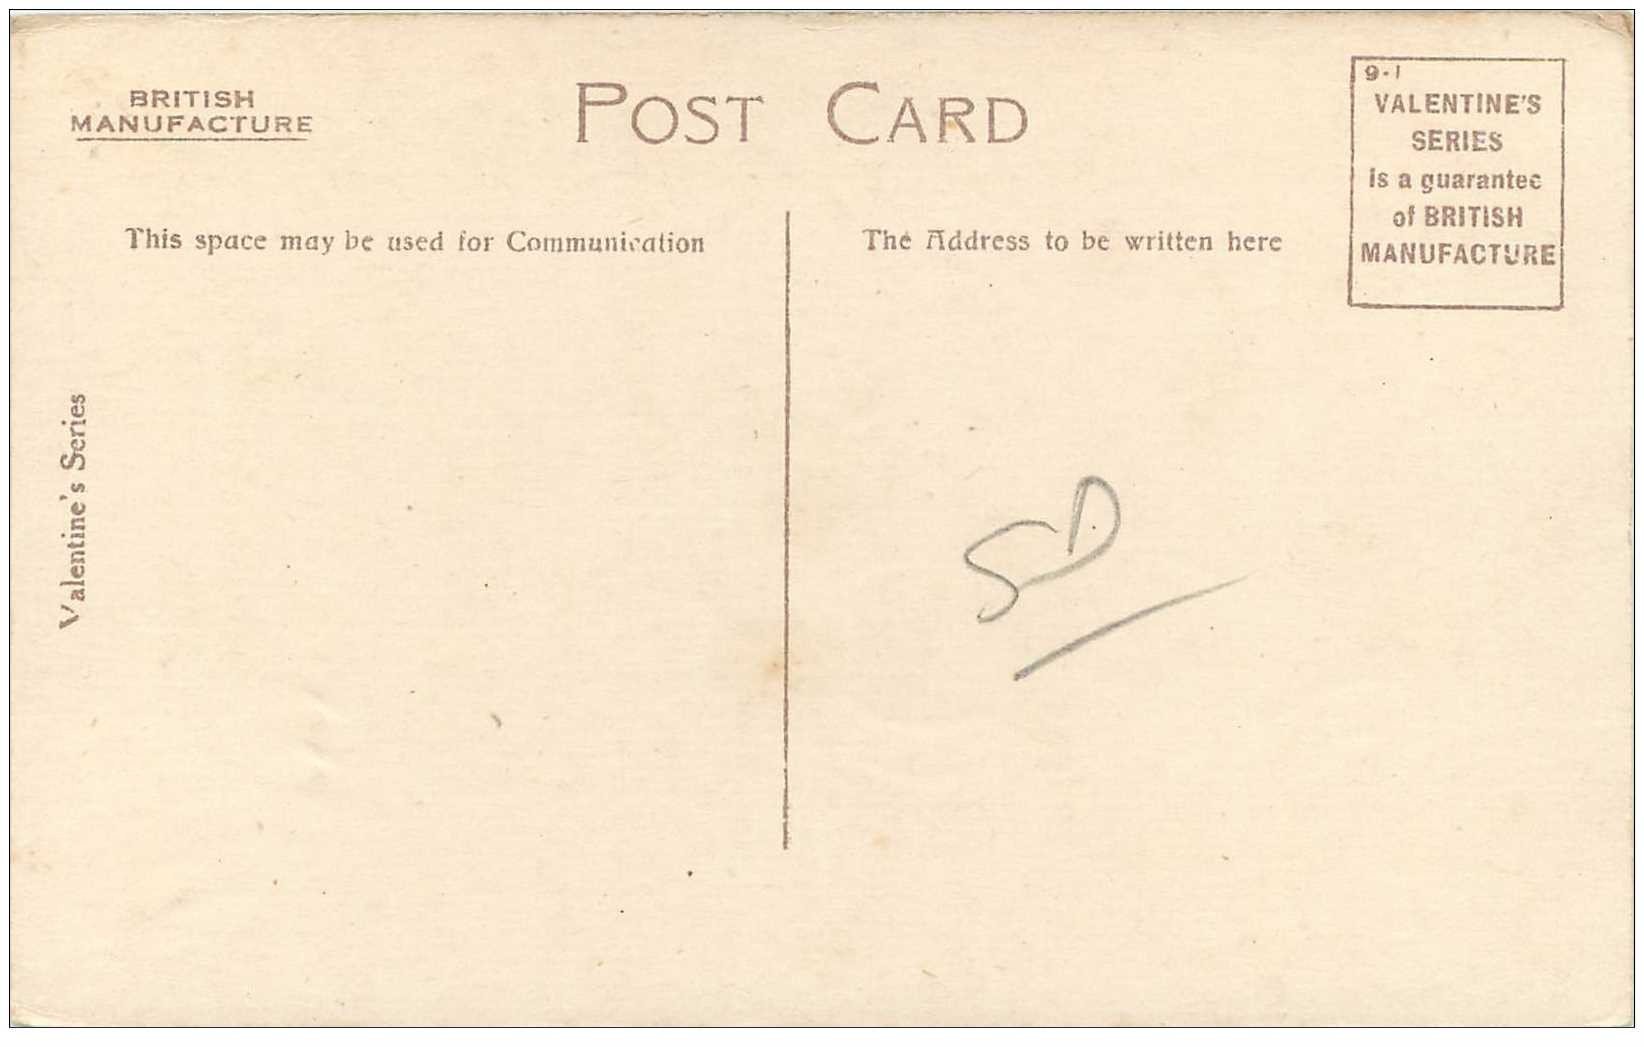 BRITISH
MANUFACTURE
POST CARD
9-1
VALENTINE'S
SERIES
is a guarantee
of BRITISH
MANUFACTURE
This space may be used for Communication
The Address to be written here
Valentine's Series
5D